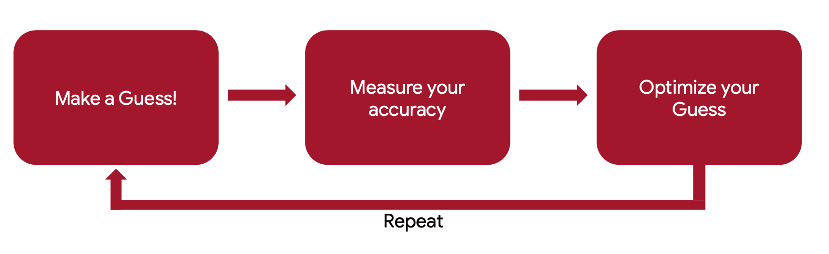 Make a Guess!
Measure your
accuracy
Optimize your
Guess
Repeat